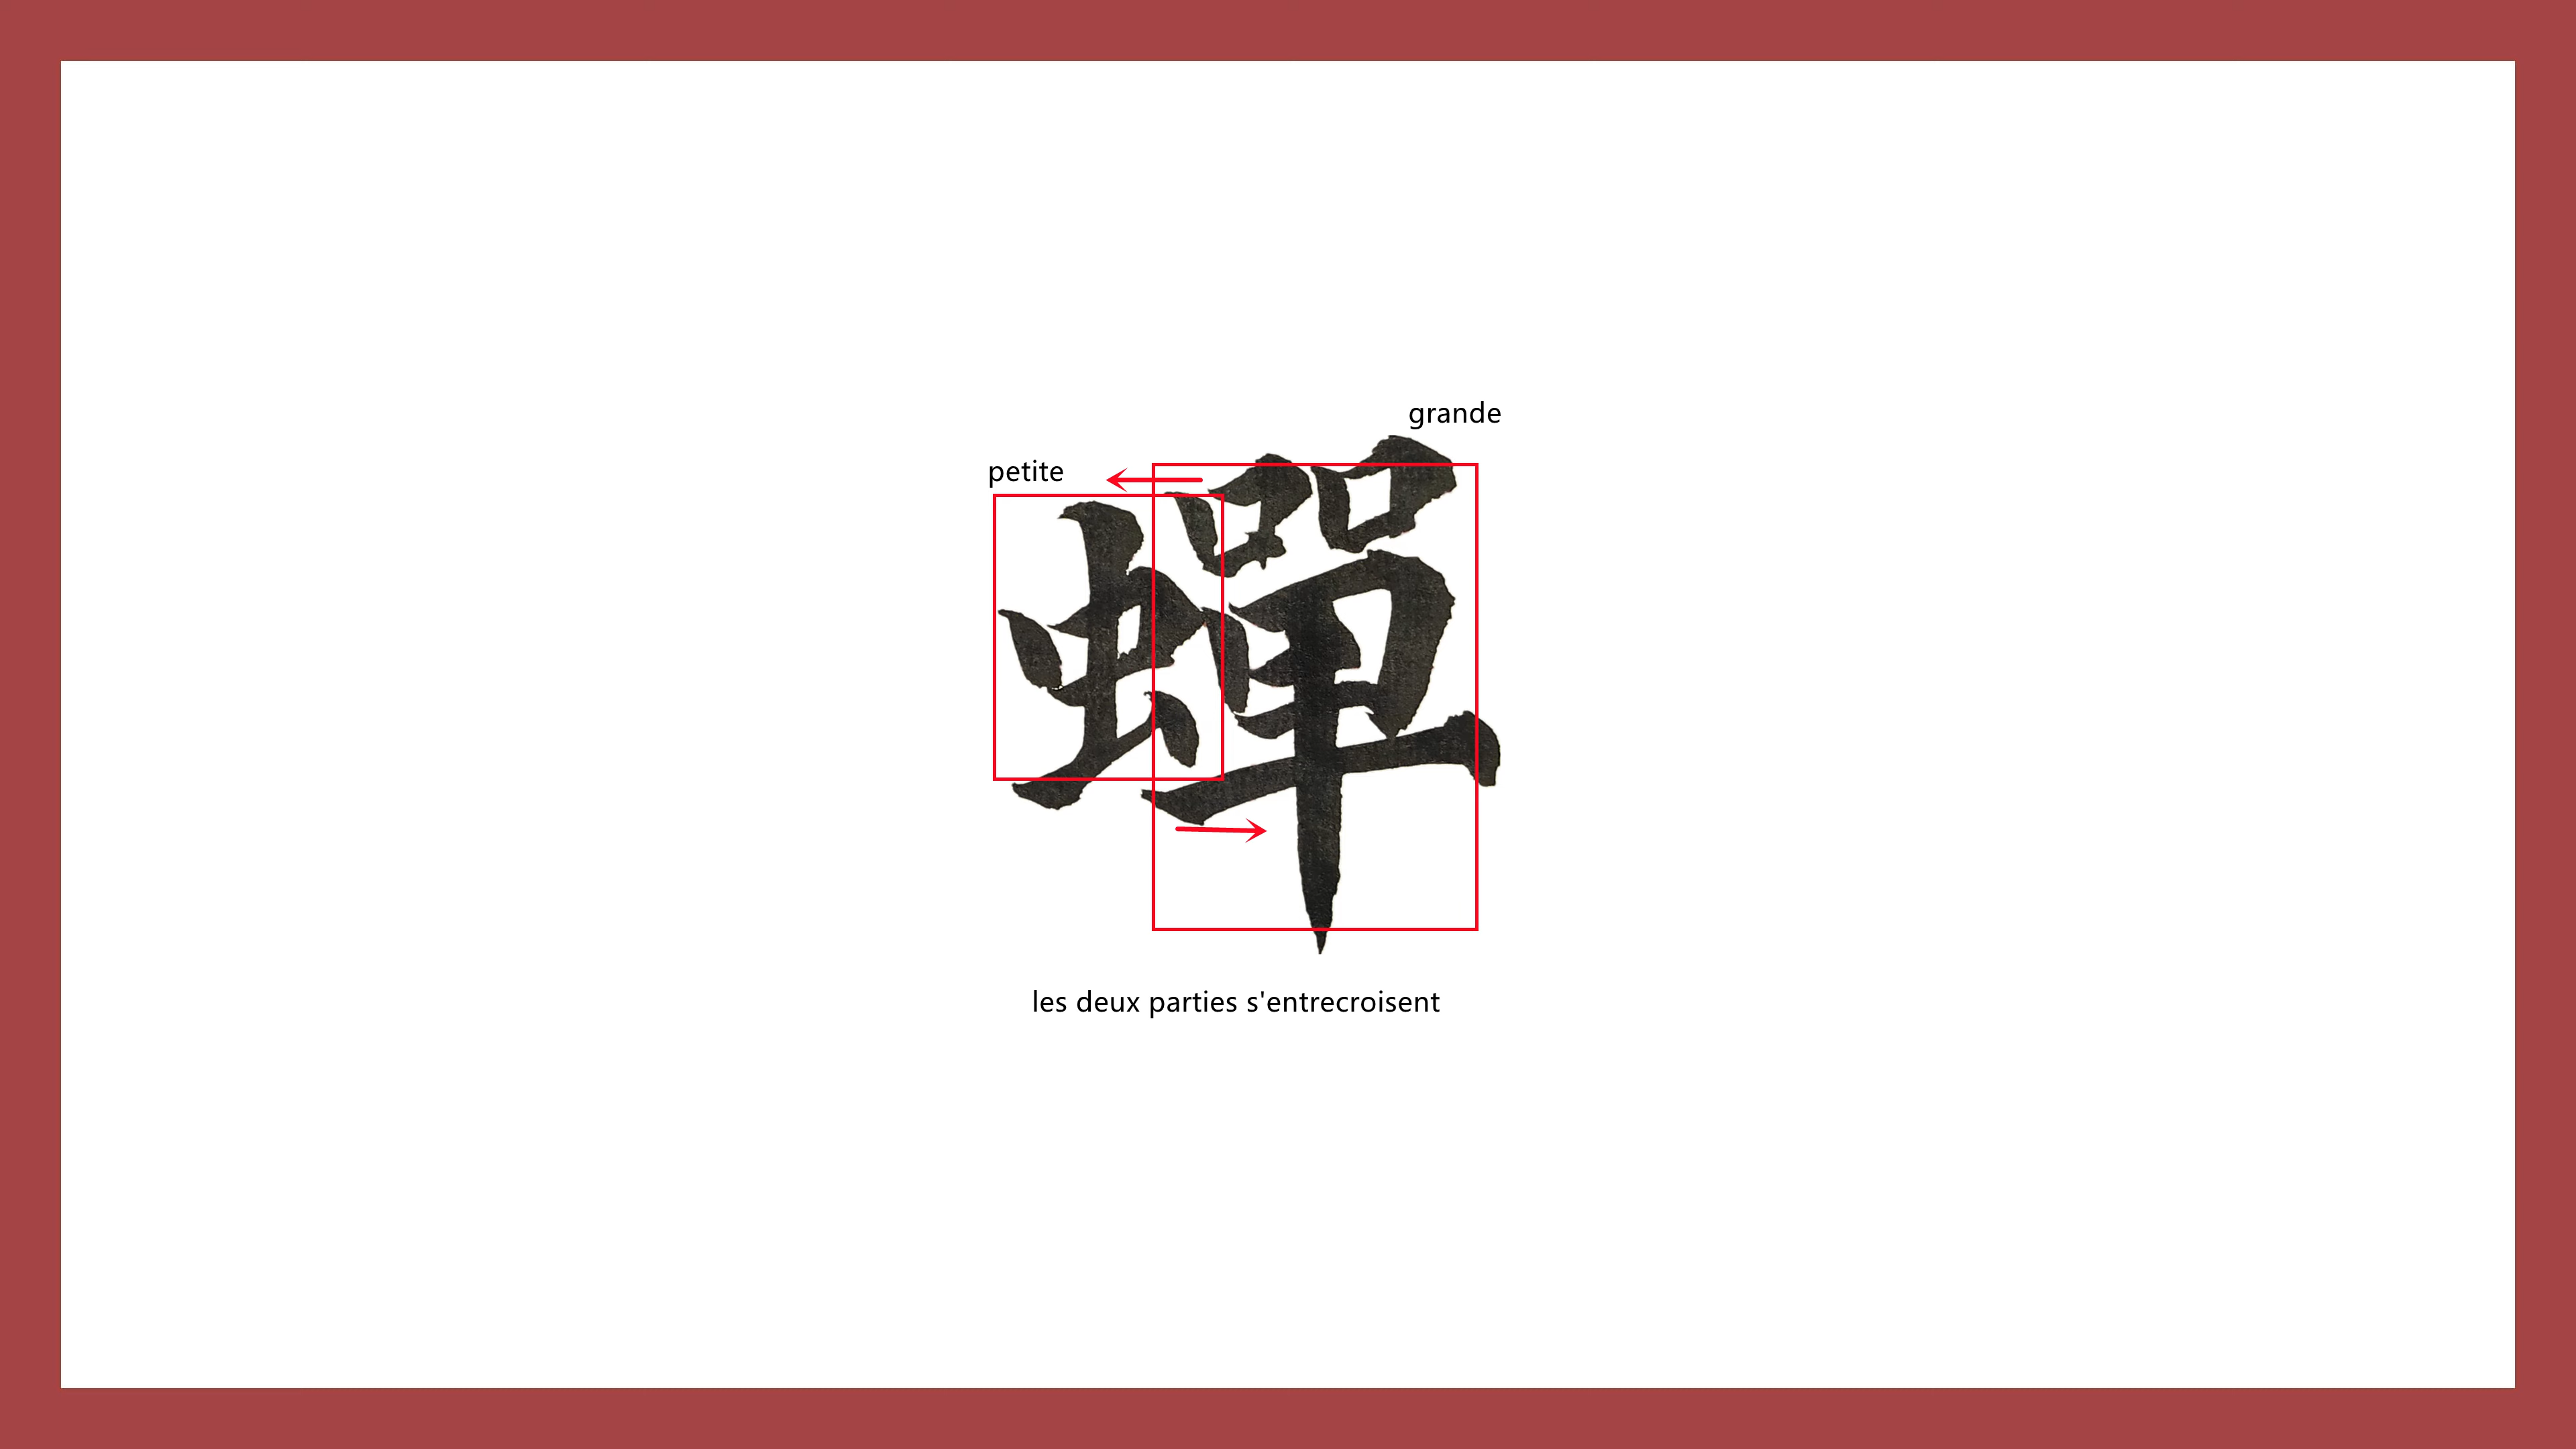 grande
petite
蟬
les deux parties s'entrecroisent